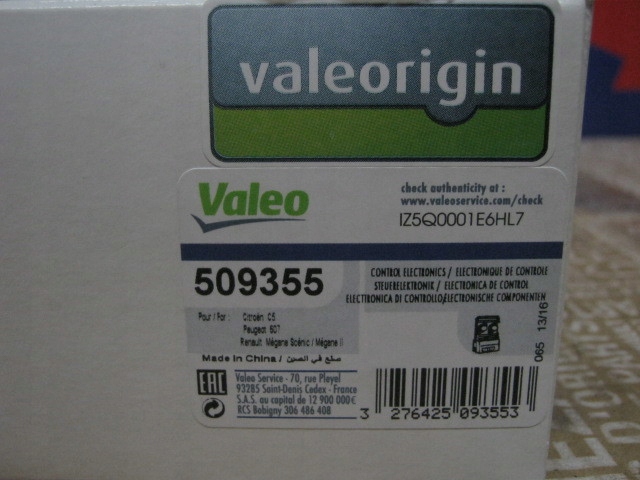 valeorigin
Valeo
check authenticity at :
www.valeoservice.com/check
IZ5Q0001E6HL7
509355
CONTROL ELECTRONICS / ELECTRONIQUE DE CONTROLE
STEUERELEKTRONIK / ELECTRONICA DE CONTROL
ELECTRONICA DI CONTROLLO/ELEKTRONISCHE COMPONENTEN
Pour / For :
Citroën C5
Peugeot 607
Renault Mégane Scénic / Mégane II
065 13/16
Made in China / صنع في الصين
EAC
Valeo Service - 70, rue Pleyel
93285 Saint-Denis Cedex - France
S.A.S. au capital de 12 900 000€
RCS Bobigny 306 486 408
3 276425 093553